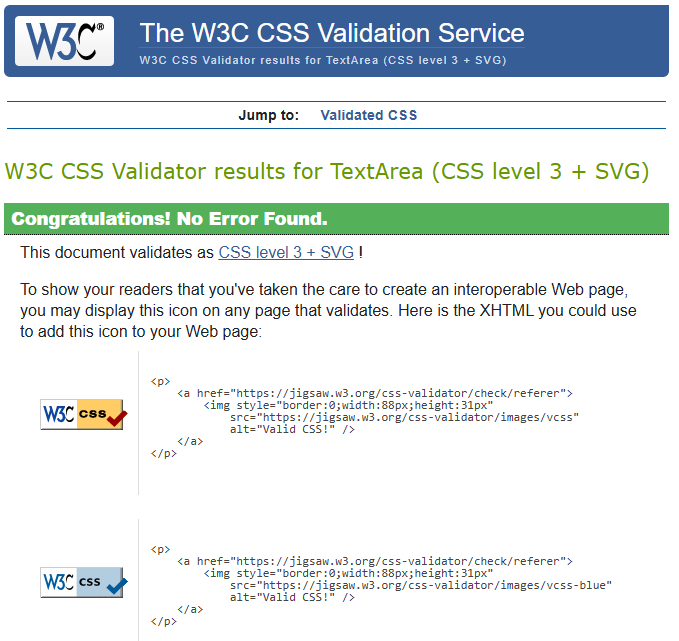 W3C®
The W3C CSS Validation Service
W3C CSS Validator results for TextArea (CSS level 3 + SVG)
Jump to: Validated CSS
W3C CSS Validator results for TextArea (CSS level 3 + SVG)
Congratulations! No Error Found.
This document validates as CSS level 3 + SVG !
To show your readers that you've taken the care to create an interoperable Web page,
you may display this icon on any page that validates. Here is the XHTML you could use
to add this icon to your Web page:
W3C css
<p>
    <a href="https://jigsaw.w3.org/css-validator/check/referer">
        <img style="border:0;width:88px;height:31px"
            src="https://jigsaw.w3.org/css-validator/images/vcss"
            alt="Valid CSS!" />
    </a>
</p>
W3C css
<p>
    <a href="https://jigsaw.w3.org/css-validator/check/referer">
        <img style="border:0;width:88px;height:31px"
            src="https://jigsaw.w3.org/css-validator/images/vcss-blue"
            alt="Valid CSS!" />
    </a>
</p>